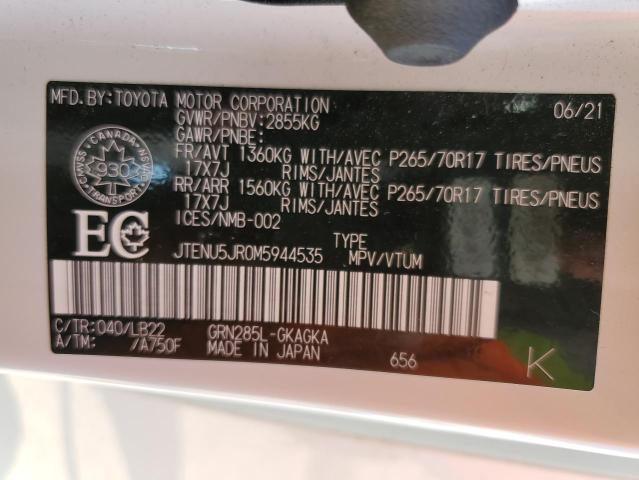 MFD.BY:TOYOTA MOTOR CORPORATION 06/21
GVWR/PNBV:2855KG
GAWR/PNBE:
FR/AVT 1360KG WITH/AVEC P265/70R17 TIRES/PNEUS
17X7J RIMS/JANTES
RR/ARR 1560KG WITH/AVEC P265/70R17 TIRES/PNEUS
17X7J RIMS/JANTES
ICES/NMB-002
CANADA
930
TRANSPORT
EC
JTENU5JR0M5944535 TYPE
MPV/VTUM
C/TR:040/LB22 GRN285L-GKAGKA
A/TM: /A750F MADE IN JAPAN 656 K